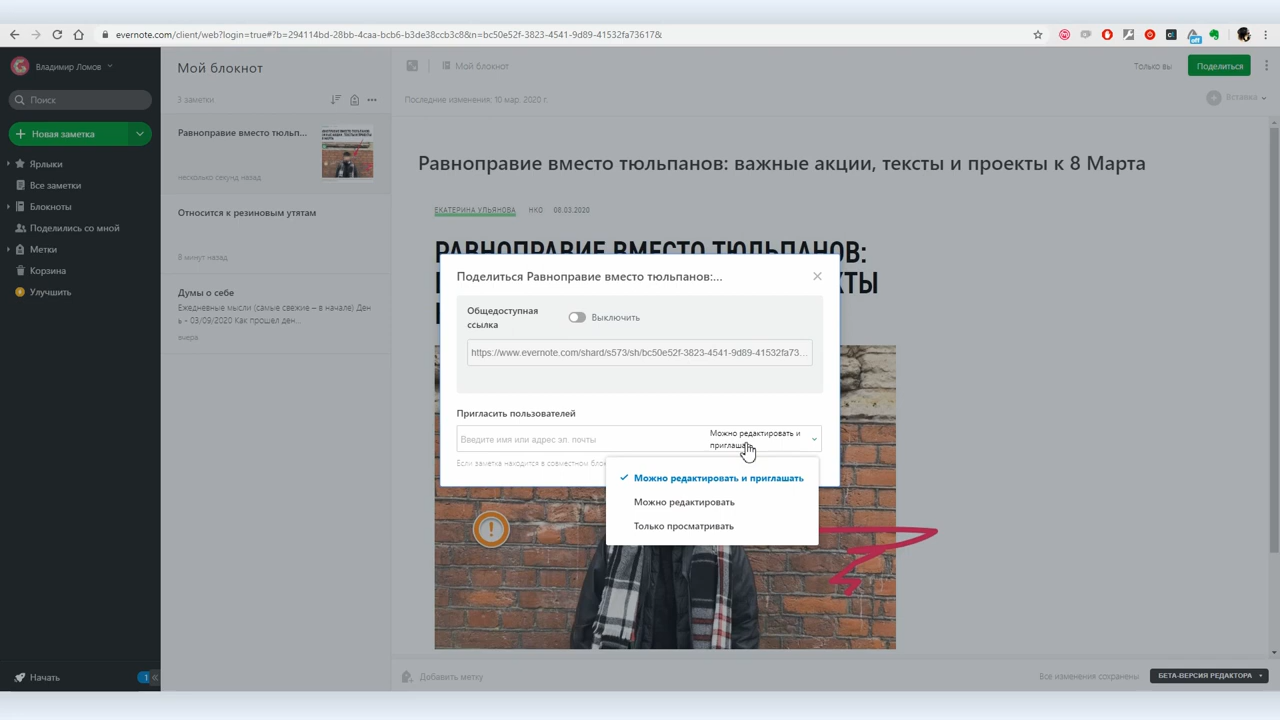 evernote.com/client/web?login=true#?b=294114bd-28bb-4caa-bcb6-b3de38ccb3c8&n=bc50e52f-3823-4541-9d89-41532fa73617&
off
Владимир Ломов
Поиск
Новая заметка
Ярлыки
Все заметки
Блокноты
Поделились со мной
Метки
Корзина
Улучшить
Начать
1
Мой блокнот
3 заметки
Равноправие вместо тюльп...
несколько секунд назад
Относится к резиновым утятам
8 минут назад
Думы о себе
Ежедневные мысли (самые свежие – в начале) Ден
ь - 03/09/2020 Как прошел ден...
вчера
Мой блокнот
Только вы
Поделиться
Последние изменения: 10 мар. 2020 г.
Вставка
Равноправие вместо тюльпанов: важные акции, тексты и проекты к 8 Марта
ЕКАТЕРИНА УЛЬЯНОВА НКО 08.03.2020
РАВНОПРАВИЕ ВМЕСТО ТЮЛЬПАНОВ:
КТЫ
Поделиться Равноправие вместо тюльпанов:...
Общедоступная
ссылка
Выключить
https://www.evernote.com/shard/s573/sh/bc50e52f-3823-4541-9d89-41532fa73...
Пригласить пользователей
Введите имя или адрес эл. почты
Можно редактировать и
Если заметка находится в совместном
Можно редактировать и приглашать
Можно редактировать
Только просматривать
Добавить метку
Все изменения сохранены
БЕТА-ВЕРСИЯ РЕДАКТОРА